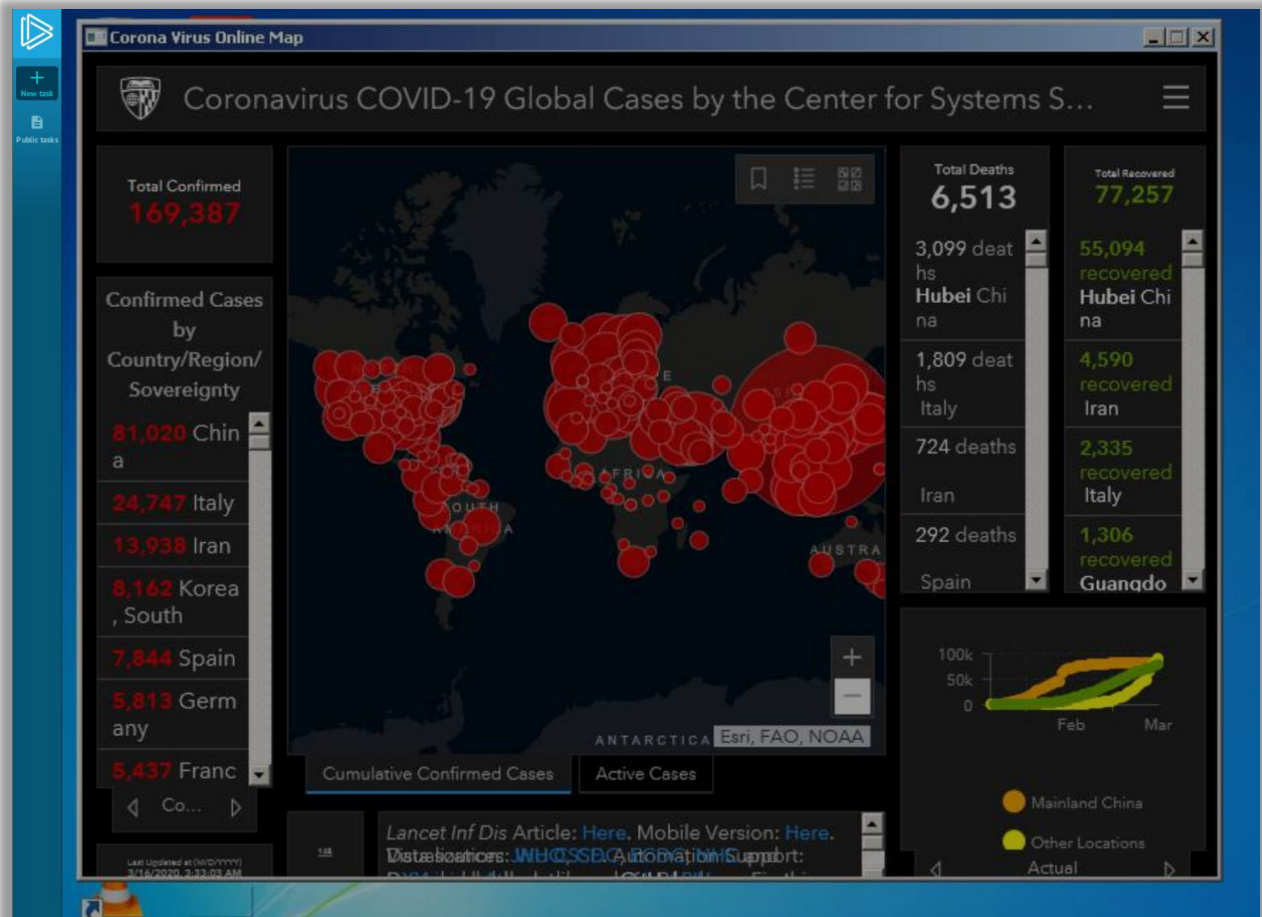 Corona Virus Online Map
New task
Public tasks
Coronavirus COVID-19 Global Cases by the Center for Systems S...
Total Confirmed
169,387
Confirmed Cases
by
Country/Region/
Sovereignty
81,020 Chin
a
24,747 Italy
13,938 Iran
8,162 Korea
, South
7,844 Spain
5,813 Germ
any
5,437 Franc
Co...
Last Updated at (M/D/YYYY)
3/16/2020, 3:33:03 AM
AFRICA
SOUTH
AMERICA
AUSTRA
ANTARCTICA
Esri, FAO, NOAA
Cumulative Confirmed Cases
Active Cases
Lancet Inf Dis Article: Here. Mobile Version: Here.
Automation Support:
Total Deaths
6,513
3,099 deat
hs
Hubei Chi
na
1,809 deat
hs
Italy
724 deaths
Iran
292 deaths
Spain
Total Recovered
77,257
55,094
recovered
Hubei Chi
na
4,590
recovered
Iran
2,335
recovered
Italy
1,306
recovered
Guangdo
100k
50k
0
Feb
Mar
Mainland China
Other Locations
Actual